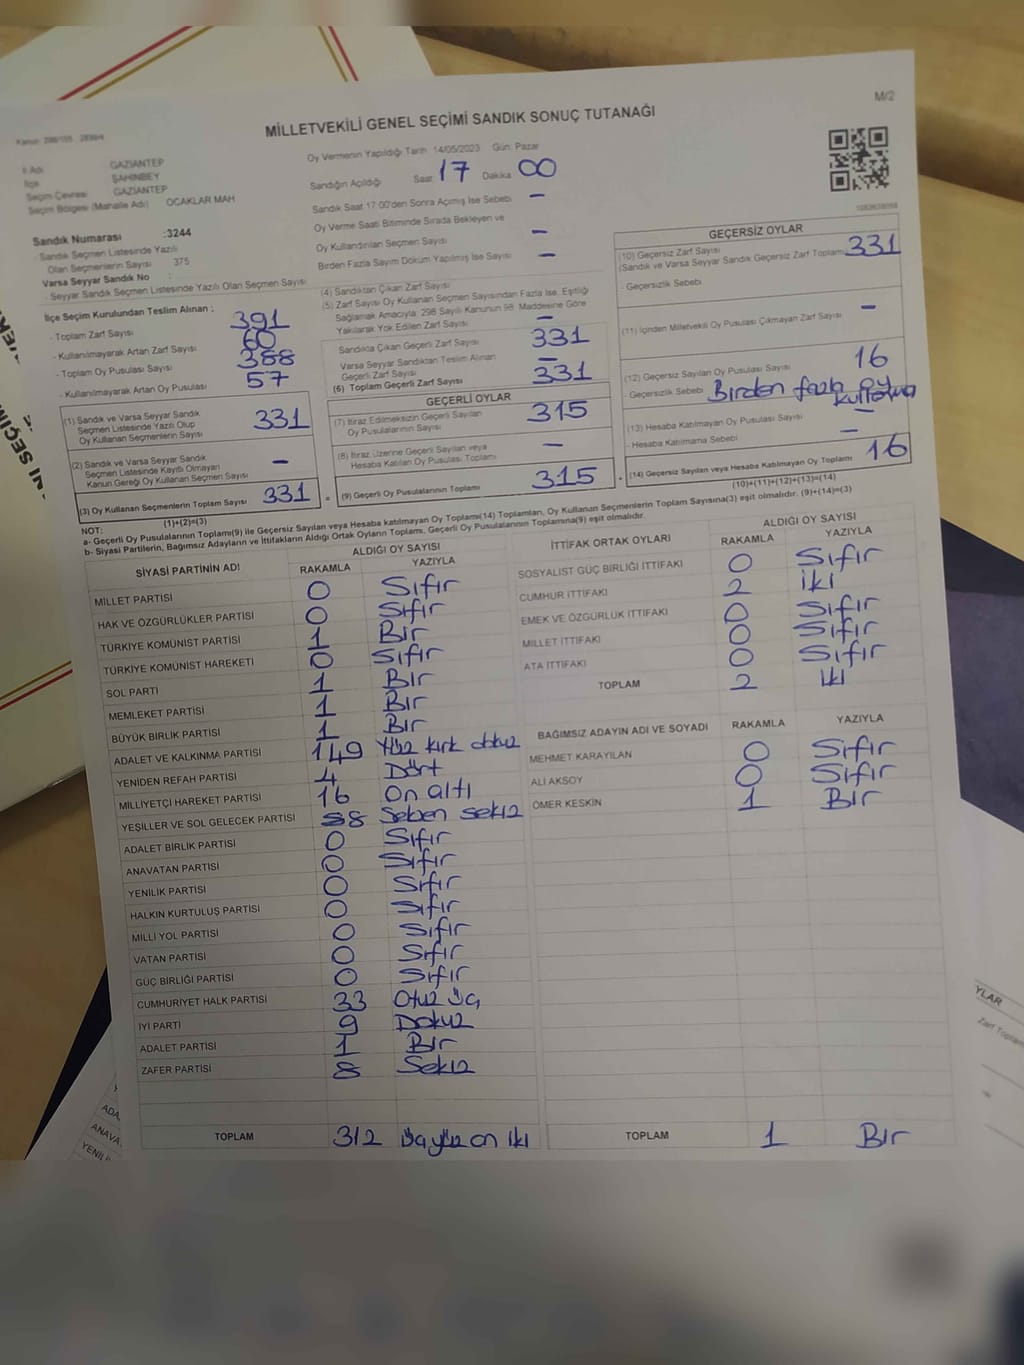 M/2
MİLLETVEKİLİ GENEL SEÇİMİ SANDIK SONUÇ TUTANAĞI
İl Adı GAZİANTEP
İlçe ŞAHİNBEY
Seçim Çevresi GAZİANTEP
Seçim Bölgesi (Mahalle Adı) OCAKLAR MAH
Oy Vermenin Yapıldığı Tarih 14/05/2023 Gün: Pazar
Sandığın Açıldığı Saat 17 Dakika 00
Sandık Saat 17:00'den Sonra Açımış İse Sebebi –
Oy Verme Saati Bitiminde Sırada Bekleyen ve
Oy Kullandırılan Seçmen Sayısı –
Birden Fazla Sayım Döküm Yapılmış İse Sayısı –
Sandık Numarası :3244
- Sandık Seçmen Listesinde Yazılı
Olan Seçmenlerin Sayısı 375
Varsa Seyyar Sandık No :
- Seyyar Sandık Seçmen Listesinde Yazılı Olan Seçmen Sayısı
İlçe Seçim Kurulundan Teslim Alınan :
- Toplam Zarf Sayısı 391
- Kullanılmayarak Artan Zarf Sayısı 60
- Toplam Oy Pusulası Sayısı 388
- Kullanılmayarak Artan Oy Pusulası 57
(1) Sandık ve Varsa Seyyar Sandık
Seçmen Listesinde Yazılı Olup
Oy Kullanan Seçmenlerin Sayısı 331
(2) Sandık ve Varsa Seyyar Sandık
Seçmen Listesinde Kayıtlı Olmayan
Kanun Gereği Oy Kullanan Seçmen Sayısı –
(3) Oy Kullanan Seçmenlerin Toplam Sayısı 331
(1)+(2)=(3)
(4) Sandıktan Çıkan Zarf Sayısı
(5) Zarf Sayısı Oy Kullanan Seçmen Sayısından Fazla İse, Eşitliği
Sağlamak Amacıyla; 298 Sayılı Kanunun 98. Maddesine Göre
Yakılarak Yok Edilen Zarf Sayısı –
Sandıkta Çıkan Geçerli Zarf Sayısı 331
Varsa Seyyar Sandıktan Teslim Alınan
Geçerli Zarf Sayısı –
(6) Toplam Geçerli Zarf Sayısı 331
GEÇERLİ OYLAR
(7) İtiraz Edilmeksizin Geçerli Sayılan
Oy Pusulalarının Sayısı 315
(8) İtiraz Üzerine Geçerli Sayılan veya
Hesaba Katılan Oy Pusulası Toplamı –
= (9) Geçerli Oy Pusulalarının Toplamı 315
GEÇERSİZ OYLAR
(10) Geçersiz Zarf Sayısı
(Sandık ve Varsa Seyyar Sandık Geçersiz Zarf Toplamı) 331
- Geçersizlik Sebebi
(11) İçinden Milletvekili Oy Pusulası Çıkmayan Zarf Sayısı –
(12) Geçersiz Sayılan Oy Pusulası Sayısı 16
- Geçersizlik Sebebi Birden fazla oy
(13) Hesaba Katılmayan Oy Pusulası Sayısı –
- Hesaba Katılmama Sebebi
+ (14) Geçersiz Sayılan veya Hesaba Katılmayan Oy Toplamı 16
(10)+(11)+(12)+(13)=(14)
NOT:
a- Geçerli Oy Pusulalarının Toplamı(9) ile Geçersiz Sayılan veya Hesaba katılmayan Oy Toplamı(14) Toplamları, Oy Kullanan Seçmenlerin Toplam Sayısına(3) eşit olmalıdır. (9)+(14)=(3)
b- Siyasi Partilerin, Bağımsız Adayların ve İttifakların Aldığı Ortak Oyların Toplamı, Geçerli Oy Pusulalarının Toplamına(9) eşit olmalıdır.
SİYASİ PARTİNİN ADI ALDIĞI OY SAYISI
RAKAMLA YAZIYLA
MİLLET PARTİSİ 0 Sıfır
HAK VE ÖZGÜRLÜKLER PARTİSİ 0 Sıfır
TÜRKİYE KOMÜNİST PARTİSİ 1 Bir
TÜRKİYE KOMÜNİST HAREKETİ 0 Sıfır
SOL PARTİ 1 Bir
MEMLEKET PARTİSİ 1 Bir
BÜYÜK BİRLİK PARTİSİ 1 Bir
ADALET VE KALKINMA PARTİSİ 149 Yüz kırk dokuz
YENİDEN REFAH PARTİSİ 4 Dört
MİLLİYETÇİ HAREKET PARTİSİ 16 On altı
YEŞİLLER VE SOL GELECEK PARTİSİ 88 Seben sekiz
ADALET BİRLİK PARTİSİ 0 Sıfır
ANAVATAN PARTİSİ 0 Sıfır
YENİLİK PARTİSİ 0 Sıfır
HALKIN KURTULUŞ PARTİSİ 0 Sıfır
MİLLİ YOL PARTİSİ 0 Sıfır
VATAN PARTİSİ 0 Sıfır
GÜÇ BİRLİĞİ PARTİSİ 0 Sıfır
CUMHURİYET HALK PARTİSİ 33 Otuz üç
İYİ PARTİ 9 Dokuz
ADALET PARTİSİ 1 Bir
ZAFER PARTİSİ 8 Sekiz
TOPLAM 312 üçyüz on iki
İTTİFAK ORTAK OYLARI ALDIĞI OY SAYISI
RAKAMLA YAZIYLA
SOSYALİST GÜÇ BİRLİĞİ İTTİFAKI 0 Sıfır
CUMHUR İTTİFAKI 2 İki
EMEK VE ÖZGÜRLÜK İTTİFAKI 0 Sıfır
MİLLET İTTİFAKI 0 Sıfır
ATA İTTİFAKI 0 Sıfır
TOPLAM 2 iki
BAĞIMSIZ ADAYIN ADI VE SOYADI RAKAMLA YAZIYLA
MEHMET KARAYILAN 0 Sıfır
ALİ AKSOY 0 Sıfır
ÖMER KESKİN 1 Bir
TOPLAM 1 Bir
YLAR
Zarf Toplam
ADA
ANAVA
YENİL